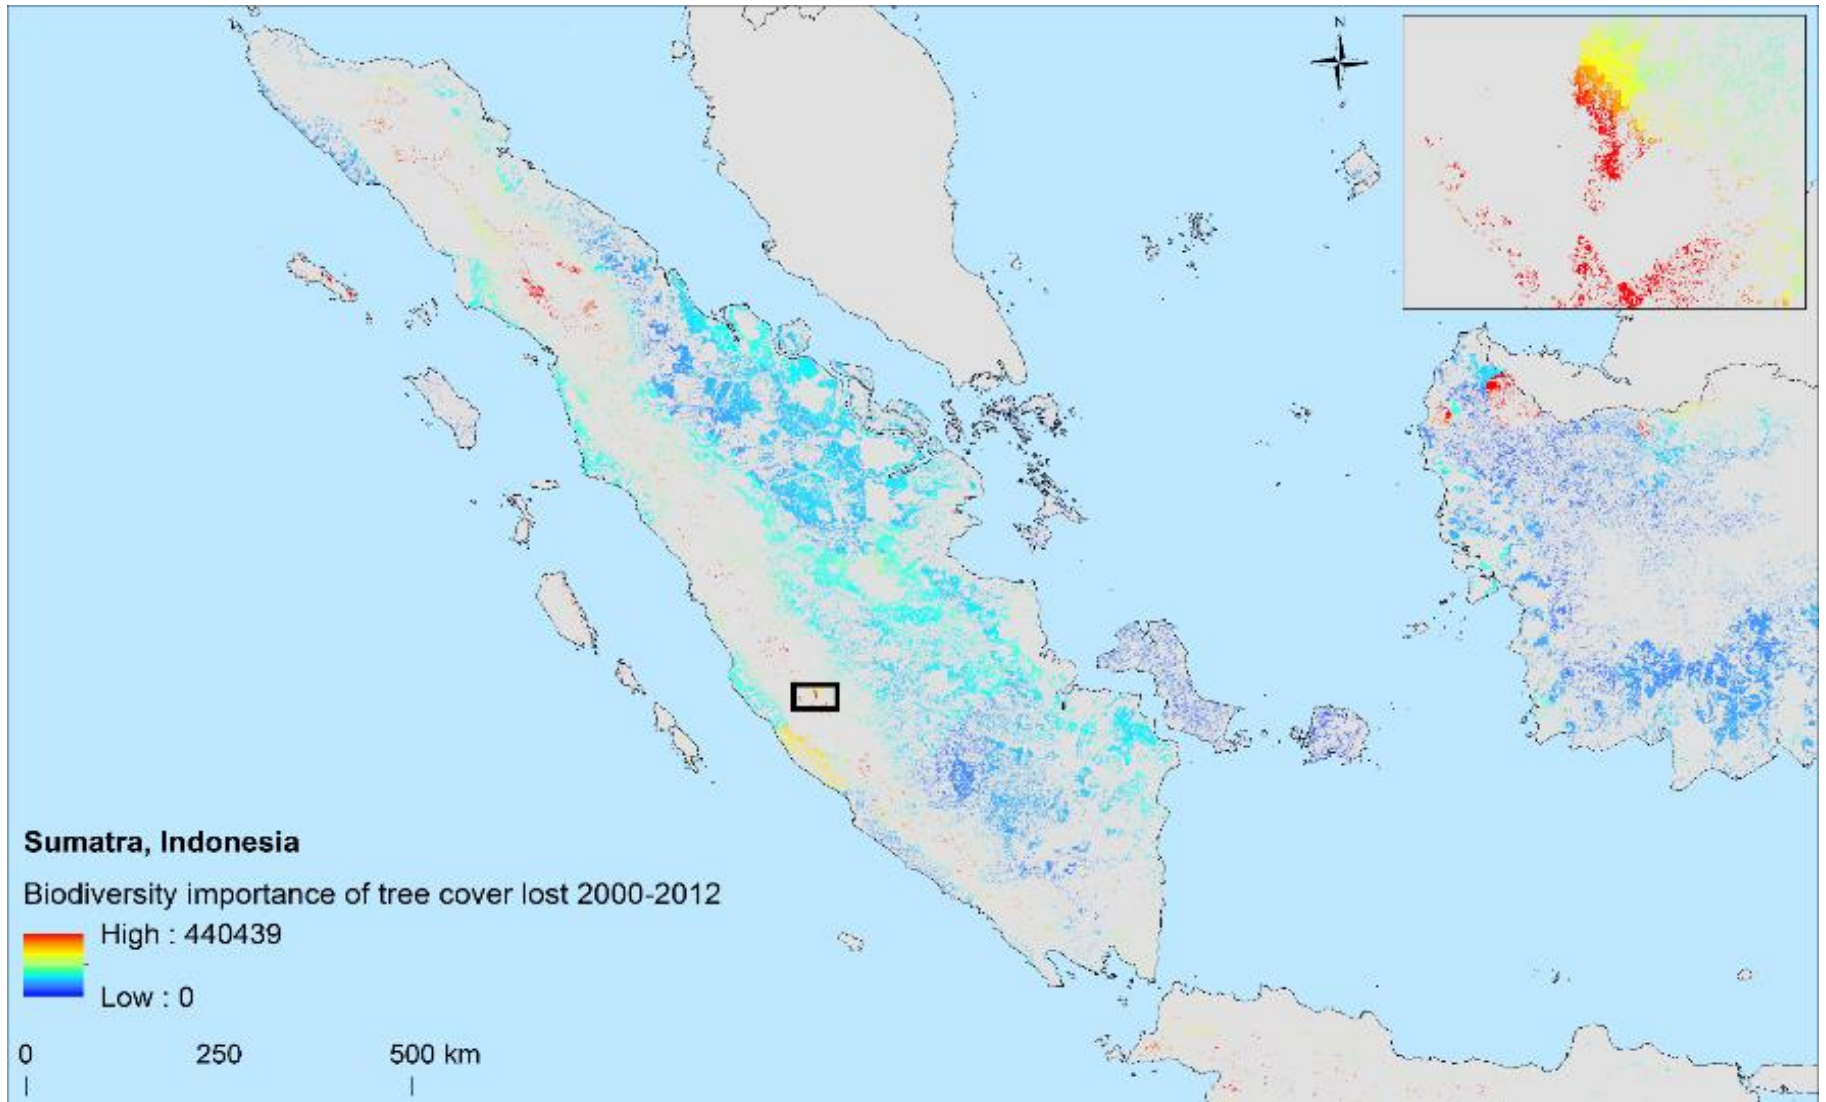 N
Sumatra, Indonesia
Biodiversity importance of tree cover lost 2000-2012
High : 440439
Low : 0
0 250 500 km